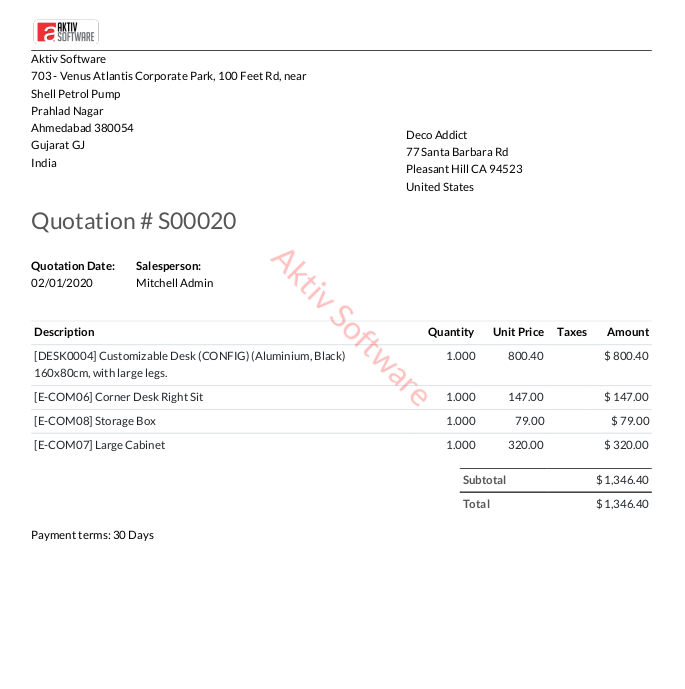 AKTIV
SOFTWARE
Aktiv Software
703 - Venus Atlantis Corporate Park, 100 Feet Rd, near
Shell Petrol Pump
Prahlad Nagar
Ahmedabad 380054
Gujarat GJ
India
Deco Addict
77 Santa Barbara Rd
Pleasant Hill CA 94523
United States
Quotation # S00020
Quotation Date: Salesperson:
02/01/2020 Mitchell Admin
Aktiv Software
Description Quantity Unit Price Taxes Amount
[DESK0004] Customizable Desk (CONFIG) (Aluminium, Black) 1.000 800.40 $ 800.40
160x80cm, with large legs.
[E-COM06] Corner Desk Right Sit 1.000 147.00 $ 147.00
[E-COM08] Storage Box 1.000 79.00 $ 79.00
[E-COM07] Large Cabinet 1.000 320.00 $ 320.00
Subtotal $ 1,346.40
Total $ 1,346.40
Payment terms: 30 Days